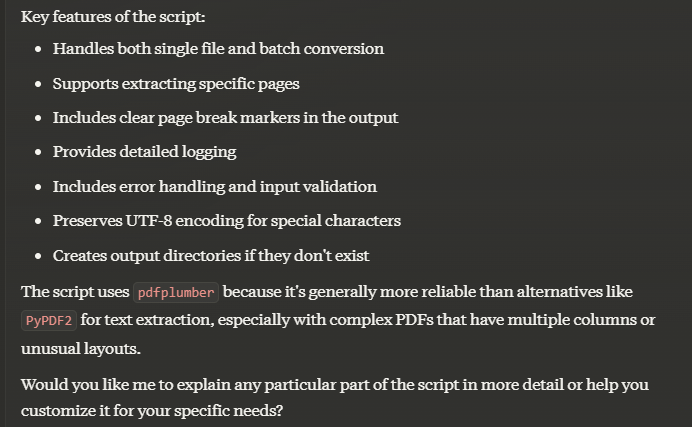 Key features of the script:
• Handles both single file and batch conversion
• Supports extracting specific pages
• Includes clear page break markers in the output
• Provides detailed logging
• Includes error handling and input validation
• Preserves UTF-8 encoding for special characters
• Creates output directories if they don't exist
The script uses pdfplumber because it's generally more reliable than alternatives like
PyPDF2 for text extraction, especially with complex PDFs that have multiple columns or
unusual layouts.
Would you like me to explain any particular part of the script in more detail or help you
customize it for your specific needs?